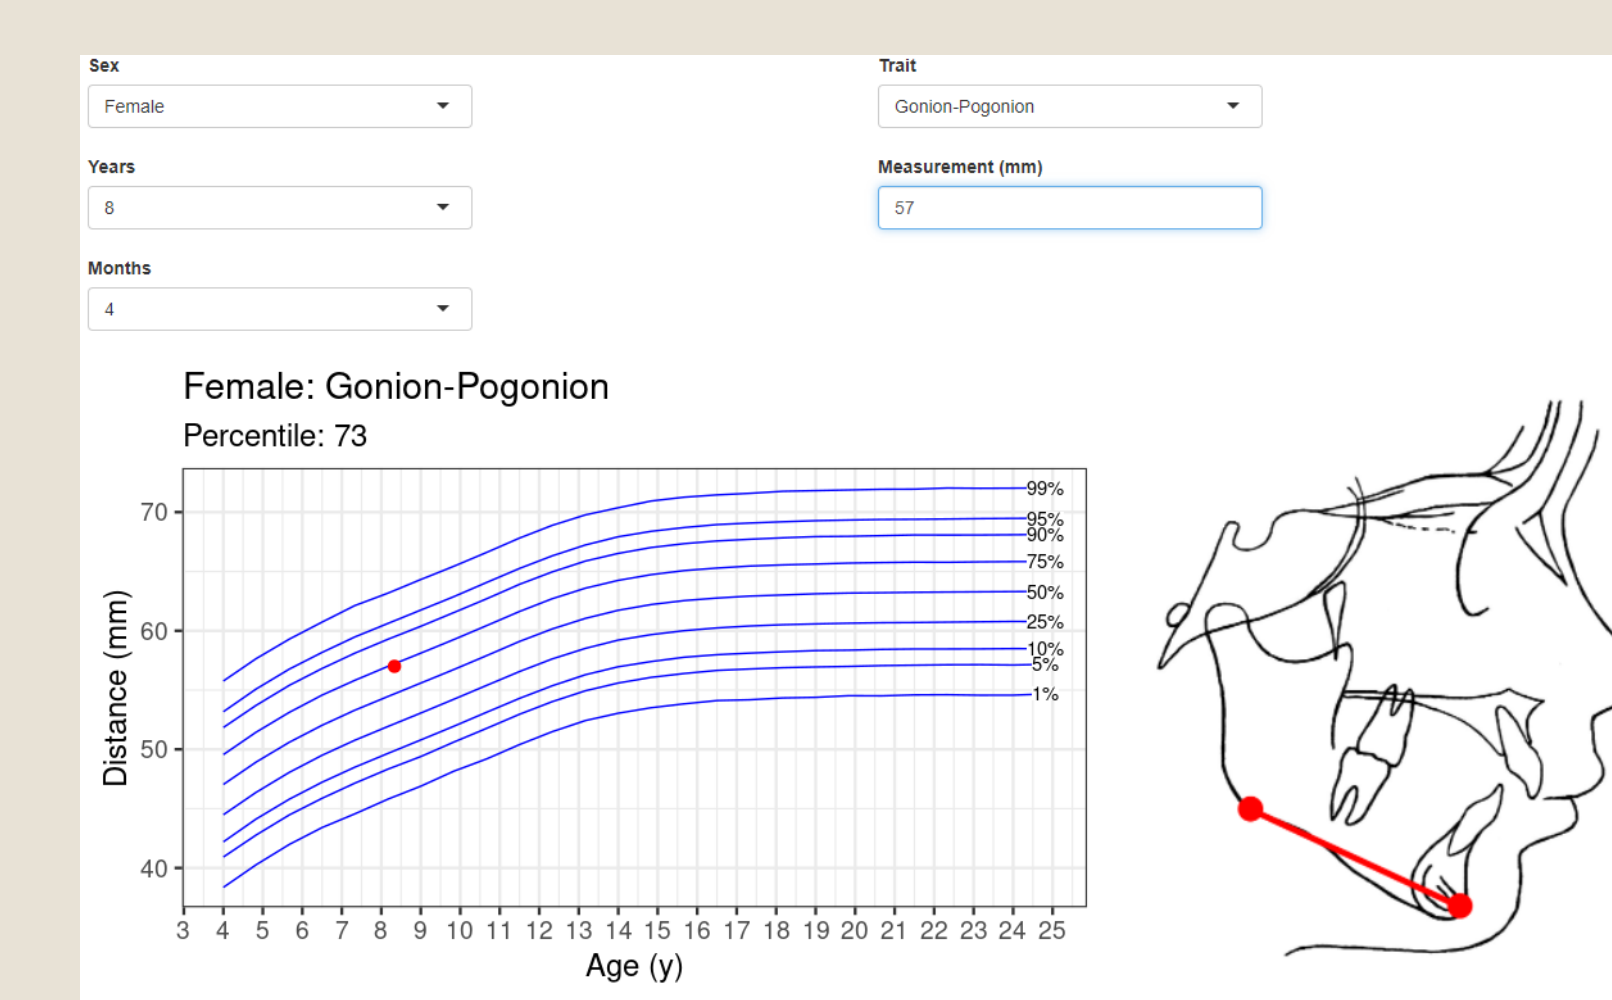 Sex
Female
Years
8
Months
4
Trait
Gonion-Pogonion
Measurement (mm)
57
Female: Gonion-Pogonion
Percentile: 73
Distance (mm)
70
60
50
40
99%
95%
90%
75%
50%
25%
10%
5%
1%
3 4 5 6 7 8 9 10 11 12 13 14 15 16 17 18 19 20 21 22 23 24 25
Age (y)